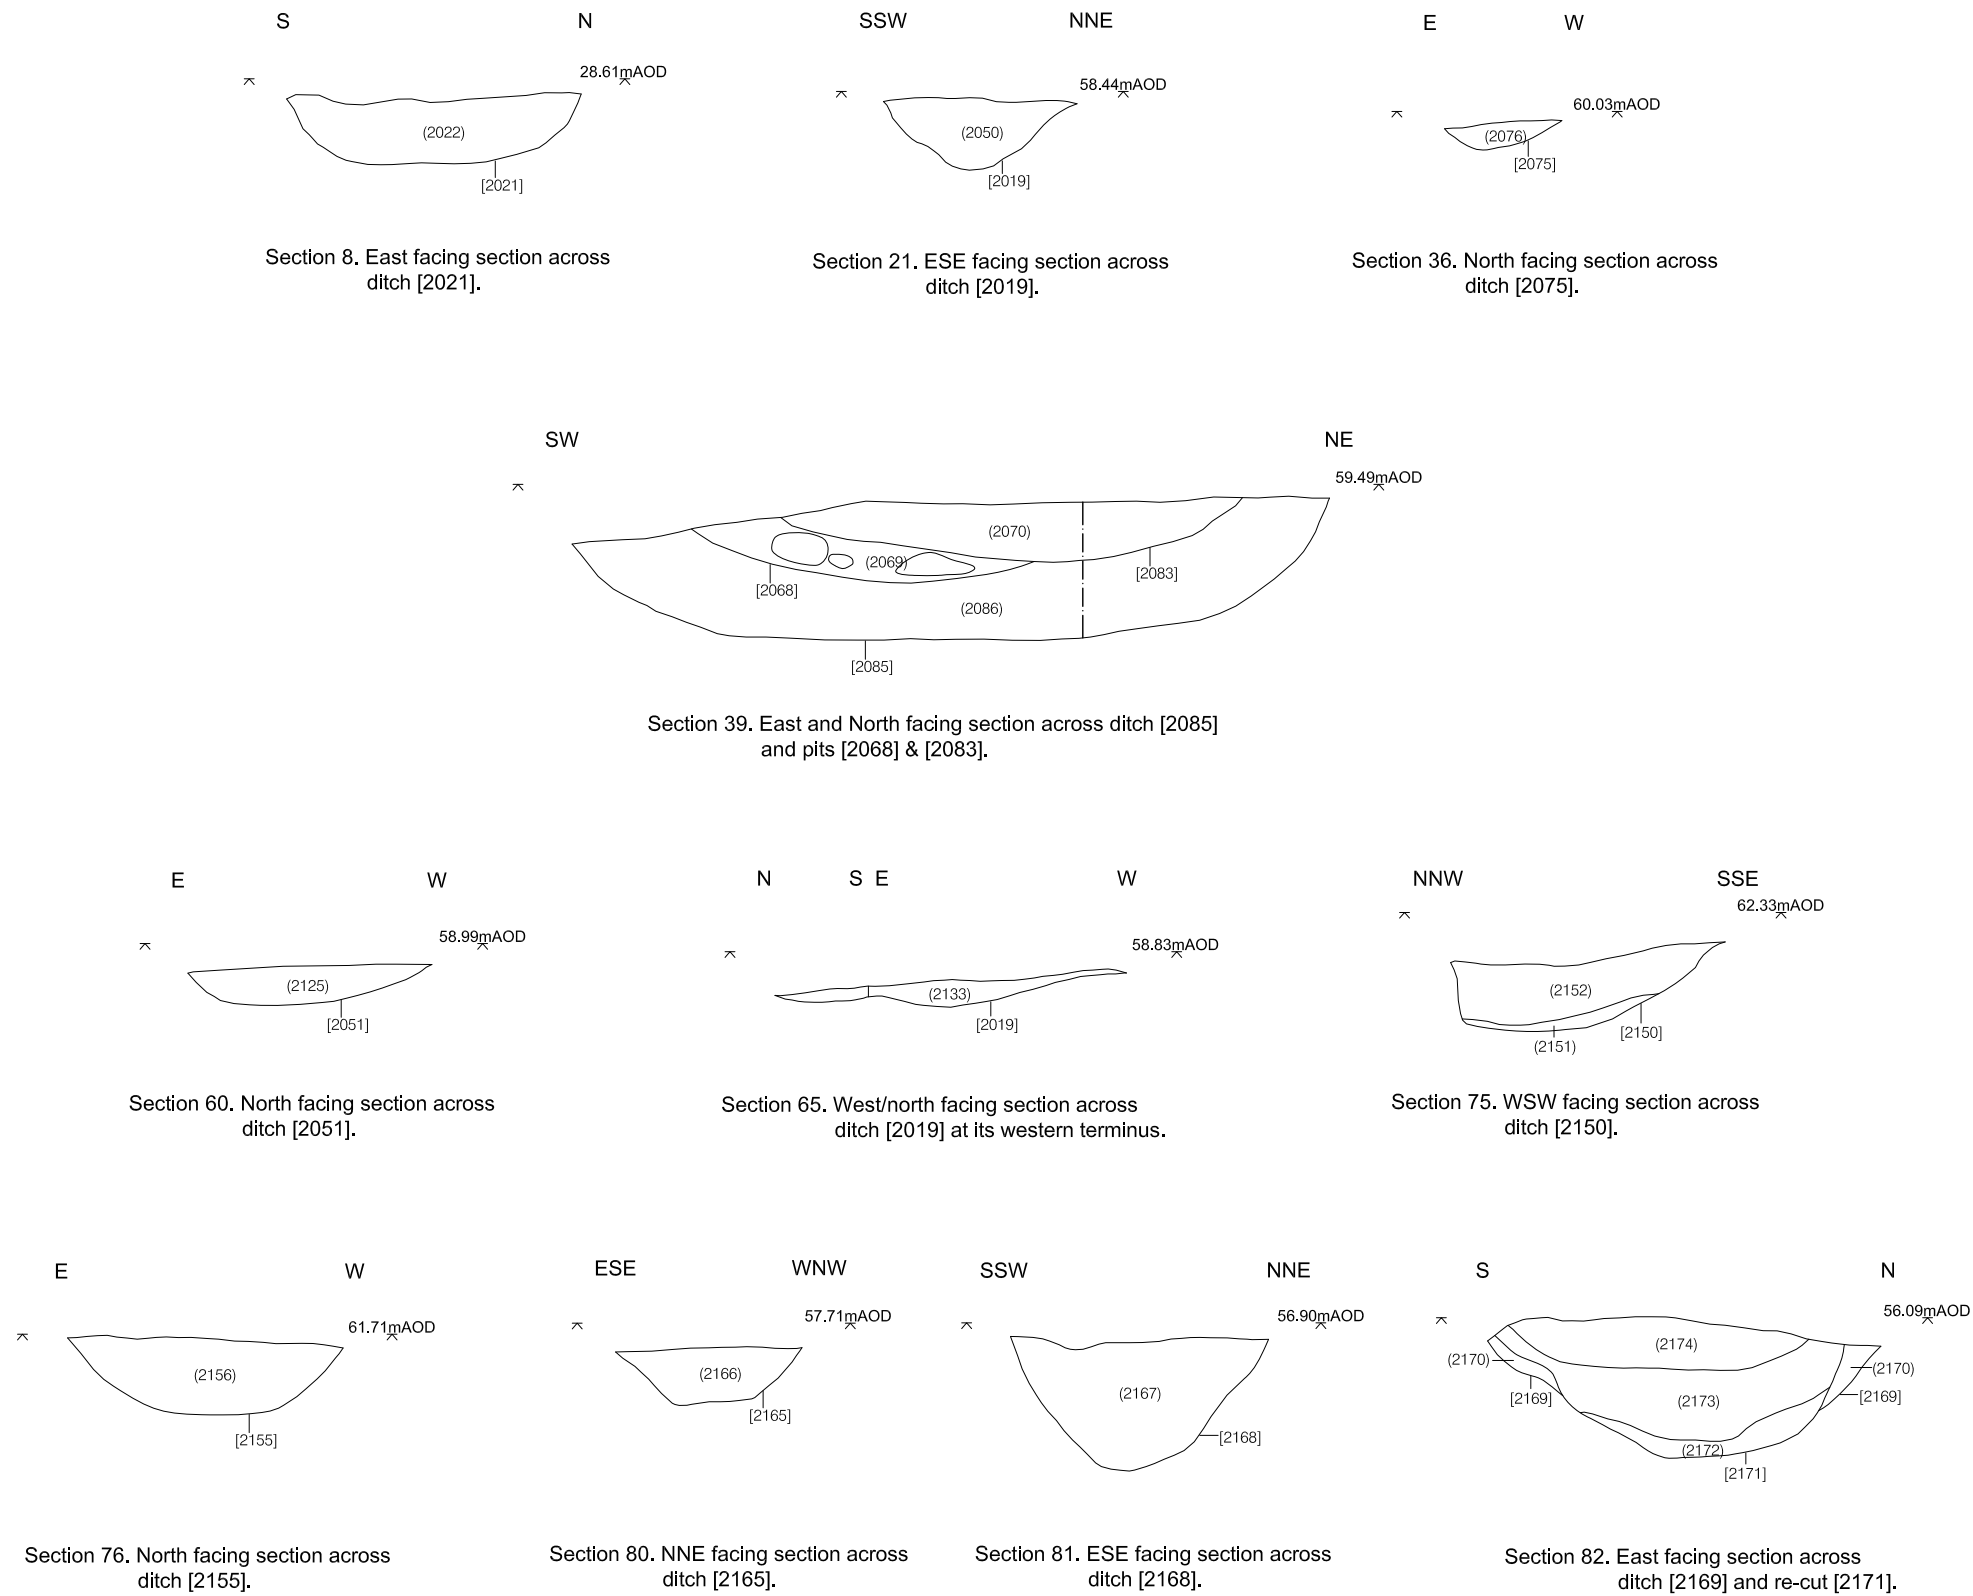 S N
28.61mAOD
(2022)
[2021]
Section 8. East facing section across
ditch [2021].
SSW NNE
58.44mAOD
(2050)
[2019]
Section 21. ESE facing section across
ditch [2019].
E W
60.03mAOD
(2076)
[2075]
Section 36. North facing section across
ditch [2075].
SW NE
59.49mAOD
(2070)
(2069)
[2083]
[2068]
(2086)
[2085]
Section 39. East and North facing section across ditch [2085]
and pits [2068] & [2083].
E W
58.99mAOD
(2125)
[2051]
Section 60. North facing section across
ditch [2051].
N S E W
58.83mAOD
(2133)
[2019]
Section 65. West/north facing section across
ditch [2019] at its western terminus.
NNW SSE
62.33mAOD
(2152)
[2150]
(2151)
Section 75. WSW facing section across
ditch [2150].
E W
61.71mAOD
(2156)
[2155]
Section 76. North facing section across
ditch [2155].
ESE WNW
57.71mAOD
(2166)
[2165]
Section 80. NNE facing section across
ditch [2165].
SSW NNE
56.90mAOD
(2167)
[2168]
Section 81. ESE facing section across
ditch [2168].
S N
56.09mAOD
(2174)
(2170) (2170)
[2169] [2169]
(2173)
(2172)
[2171]
Section 82. East facing section across
ditch [2169] and re-cut [2171].